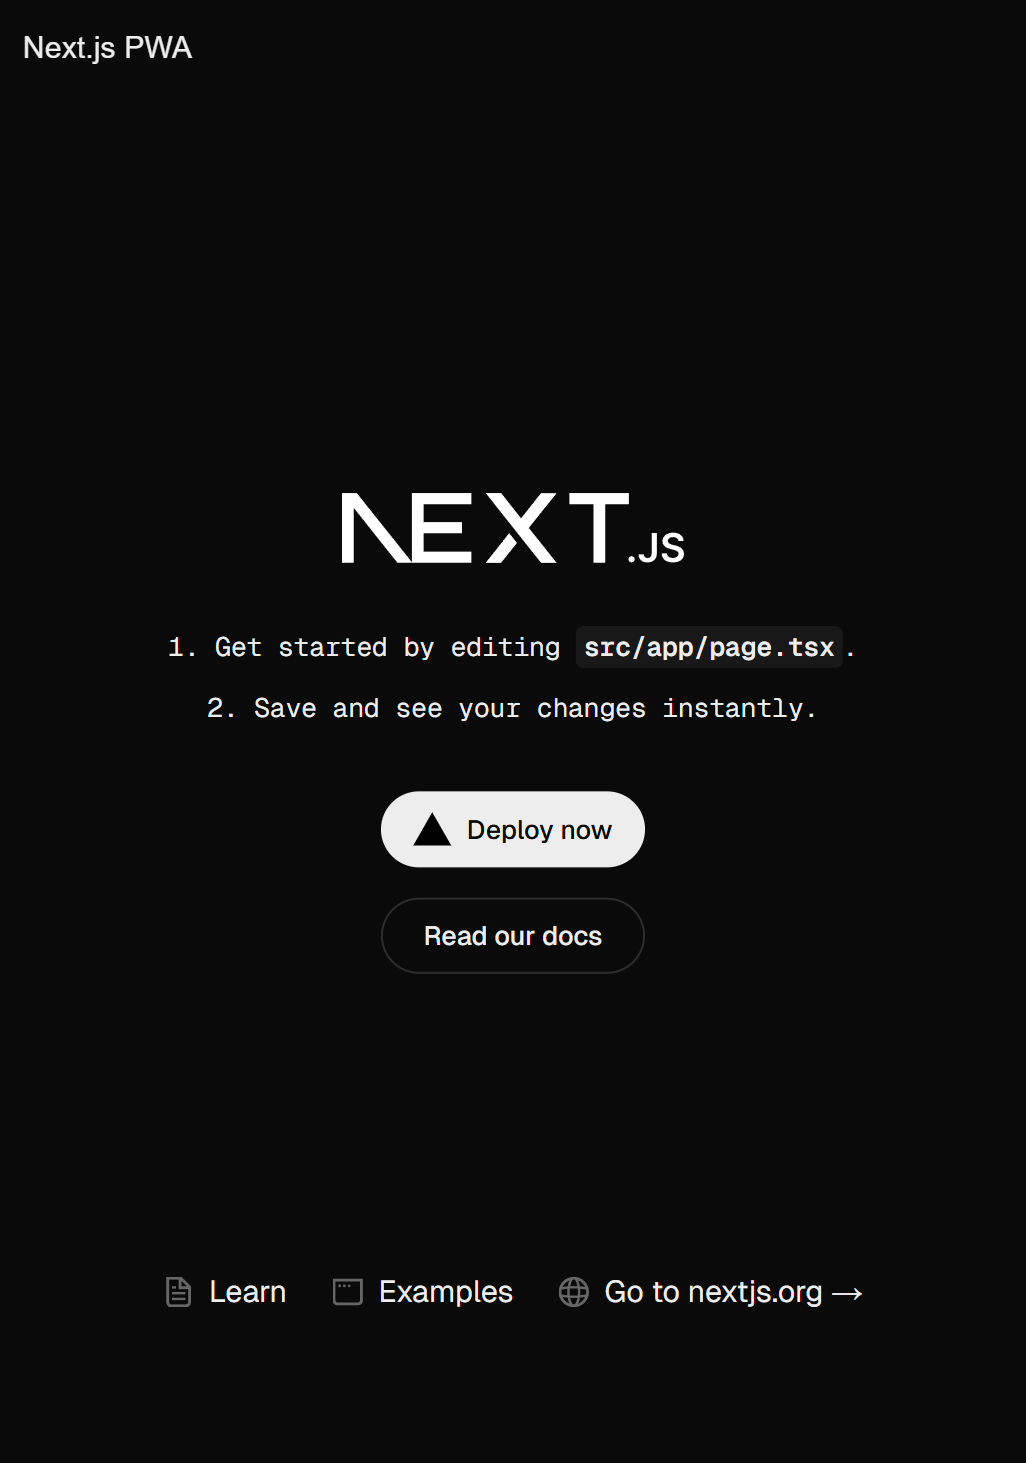 Next.js PWA
NEXT.JS
1. Get started by editing src/app/page.tsx.
2. Save and see your changes instantly.
Deploy now
Read our docs
Learn
Examples
Go to nextjs.org →